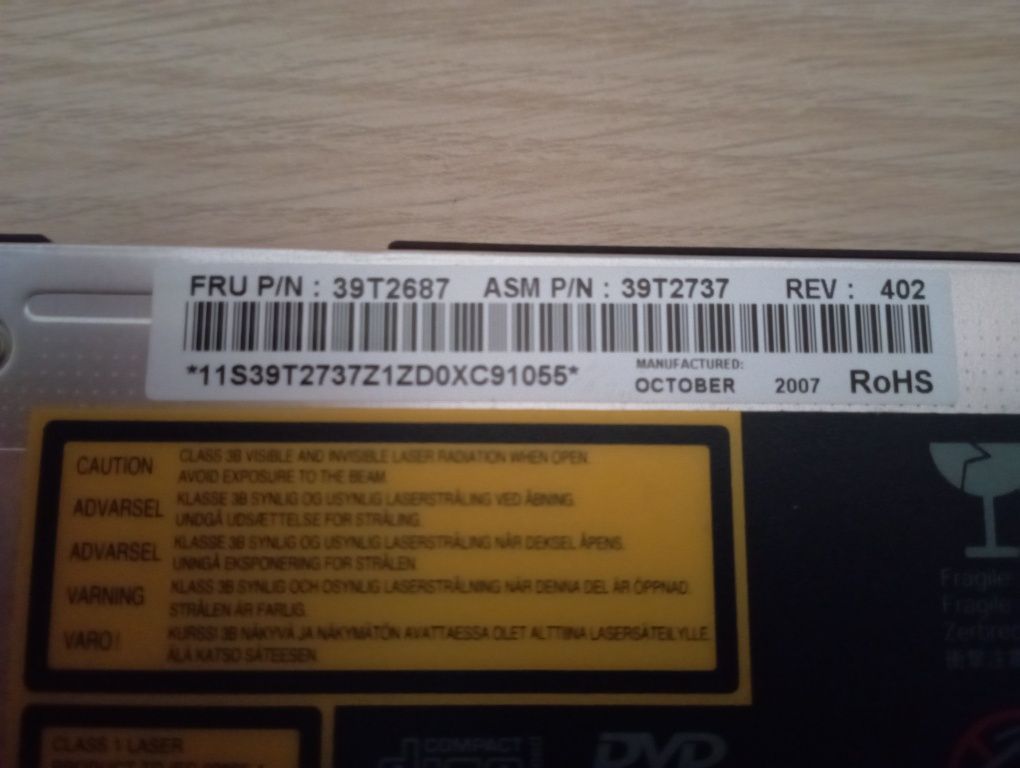 FRU P/N : 39T2687 ASM P/N : 39T2737 REV : 402
*11S39T2737Z1ZD0XC91055*
MANUFACTURED:
OCTOBER 2007 RoHS
CAUTION CLASS 3B VISIBLE AND INVISIBLE LASER RADIATION WHEN OPEN.
AVOID EXPOSURE TO THE BEAM.
ADVARSEL KLASSE 3B SYNLIG OG USYNLIG LASERSTRÅLING VED ÅBNING.
UNDGÅ UDSÆTTELSE FOR STRÅLING.
ADVARSEL KLASSE 3B SYNLIG OG USYNLIG LASERSTRÅLING NÅR DEKSEL ÅPENS.
UNNGÅ EKSPONERING FOR STRÅLEN.
VARNING KLASS 3B SYNLIG OCH OSYNLIG LASERSTRÅLNING NÄR DENNA DEL ÄR ÖPPNAD.
STRÅLEN ÄR FARLIG.
VARO! KURSSI 3B NÄKYVÄ JA NÄKYMÄTÖN AVATTAESSA OLET ALTTIINA LASERSÄTEILYLLE.
ÄLÄ KATSO SÄTEESEN.
Fragile
Fragile
CLASS 1 LASER
COMPACT
DVD